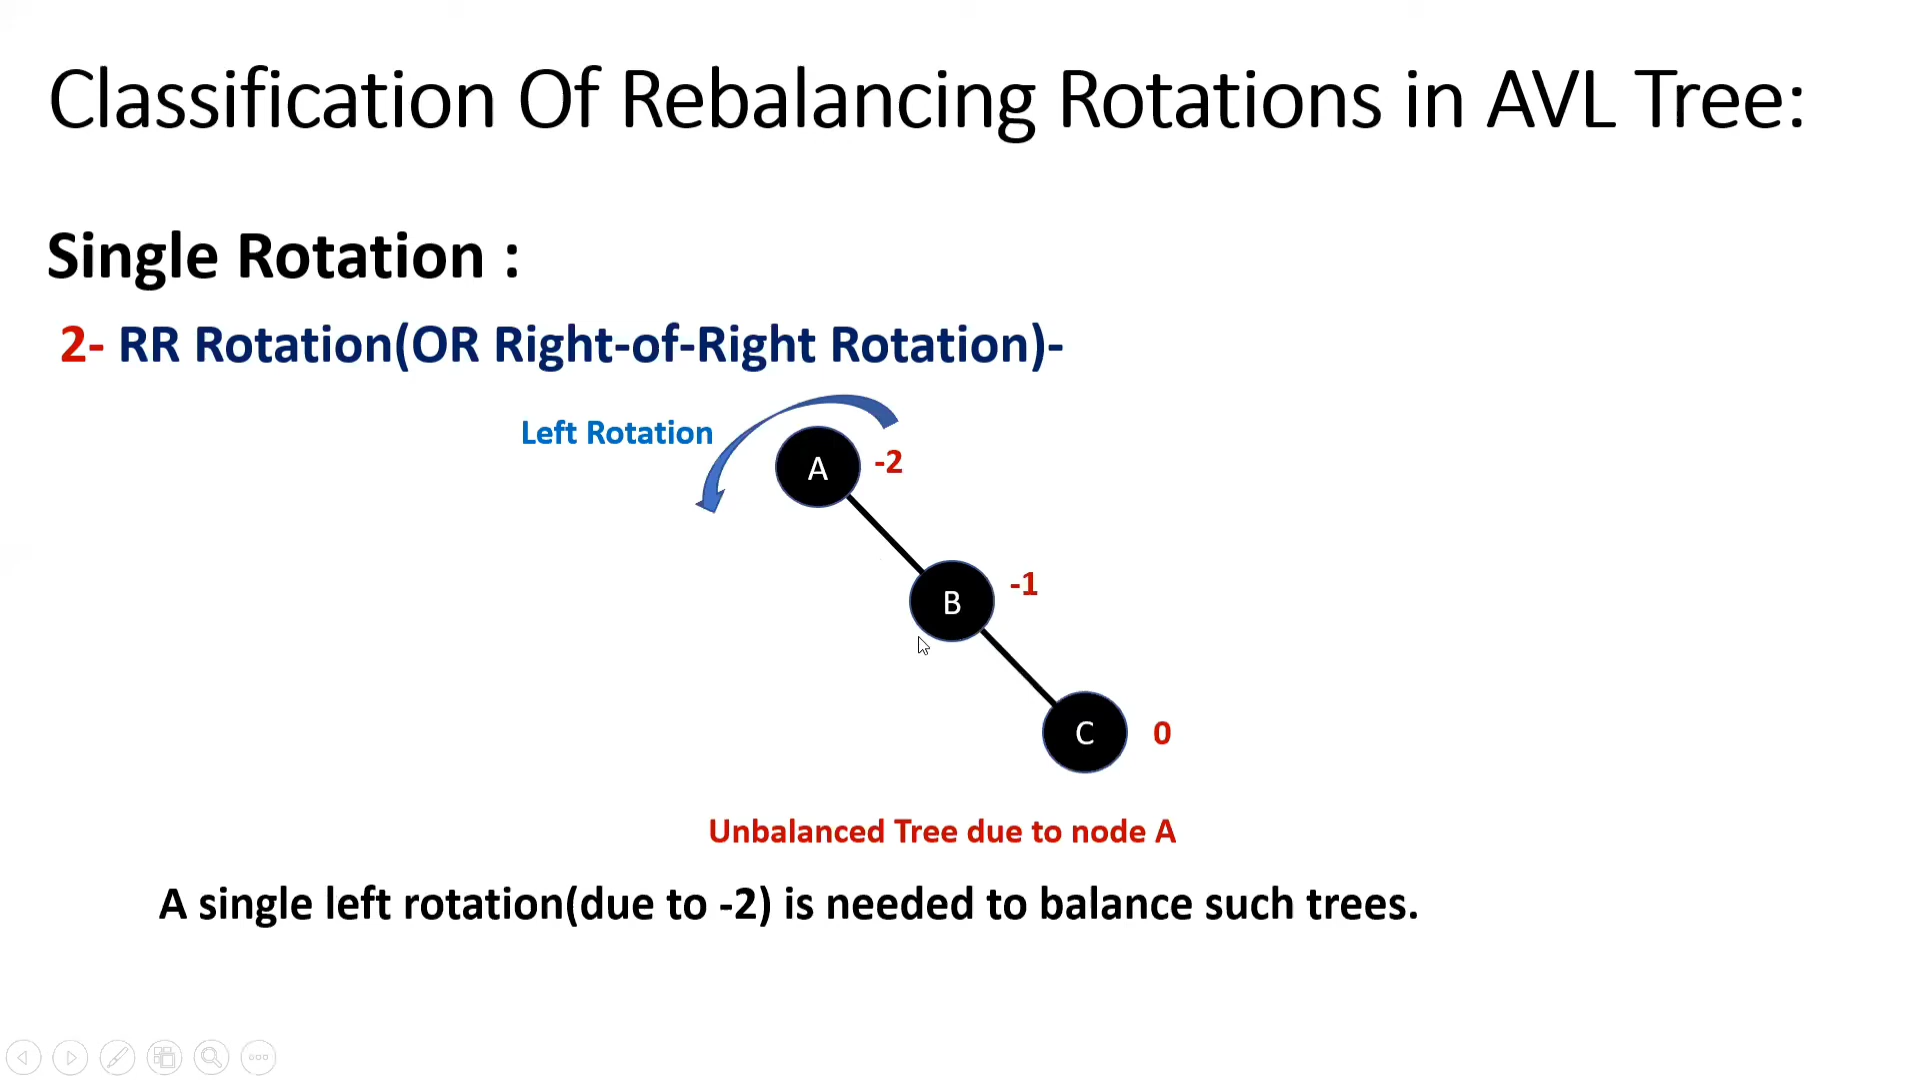 Classification Of Rebalancing Rotations in AVL Tree:
Single Rotation :
2- RR Rotation(OR Right-of-Right Rotation)-
Left Rotation
A
-2
B
-1
C
0
Unbalanced Tree due to node A
A single left rotation(due to -2) is needed to balance such trees.